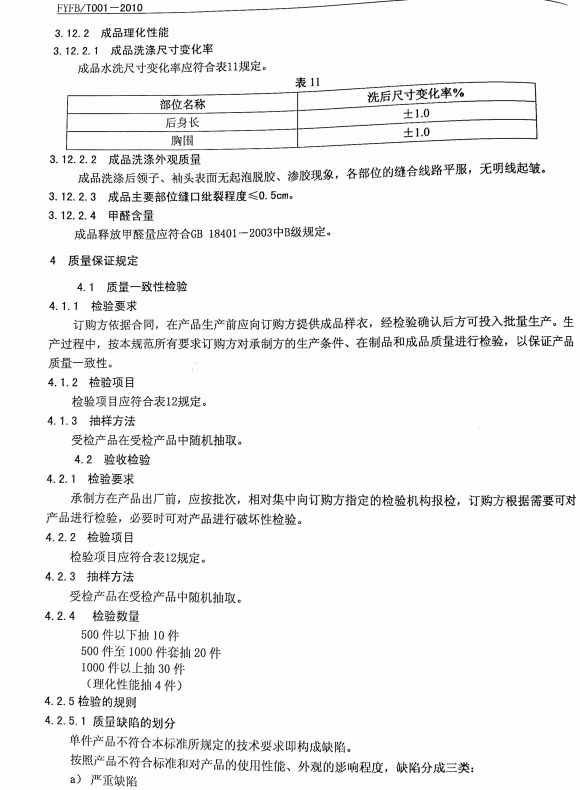 FYFB/T001—2010
3.12.2 成品理化性能
3.12.2.1 成品洗涤尺寸变化率
成品水洗尺寸变化率应符合表11规定。
表 11
部位名称 洗后尺寸变化率%
后身长 ±1.0
胸围 ±1.0
3.12.2.2 成品洗涤外观质量
成品洗涤后领子、袖头表面无起泡脱胶、渗胶现象，各部位的缝合线路平服，无明线起皱。
3.12.2.3 成品主要部位缝口纰裂程度≤0.5cm。
3.12.2.4 甲醛含量
成品释放甲醛量应符合GB 18401－2003中B级规定。
4 质量保证规定
4.1 质量一致性检验
4.1.1 检验要求
订购方依据合同，在产品生产前应向订购方提供成品样衣，经检验确认后方可投入批量生产。生
产过程中，按本规范所有要求订购方对承制方的生产条件、在制品和成品质量进行检验，以保证产品
质量一致性。
4.1.2 检验项目
检验项目应符合表12规定。
4.1.3 抽样方法
受检产品在受检产品中随机抽取。
4.2 验收检验
4.2.1 检验要求
承制方在产品出厂前，应按批次，相对集中向订购方指定的检验机构报检，订购方根据需要可对
产品进行检验，必要时可对产品进行破坏性检验。
4.2.2 检验项目
检验项目应符合表12规定。
4.2.3 抽样方法
受检产品在受检产品中随机抽取。
4.2.4 检验数量
500 件以下抽 10 件
500 件至 1000 件套抽 20 件
1000 件以上抽 30 件
（理化性能抽 4 件）
4.2.5 检验的规则
4.2.5.1 质量缺陷的划分
单件产品不符合本标准所规定的技术要求即构成缺陷。
按照产品不符合标准和对产品的使用性能、外观的影响程度，缺陷分成三类：
a） 严重缺陷